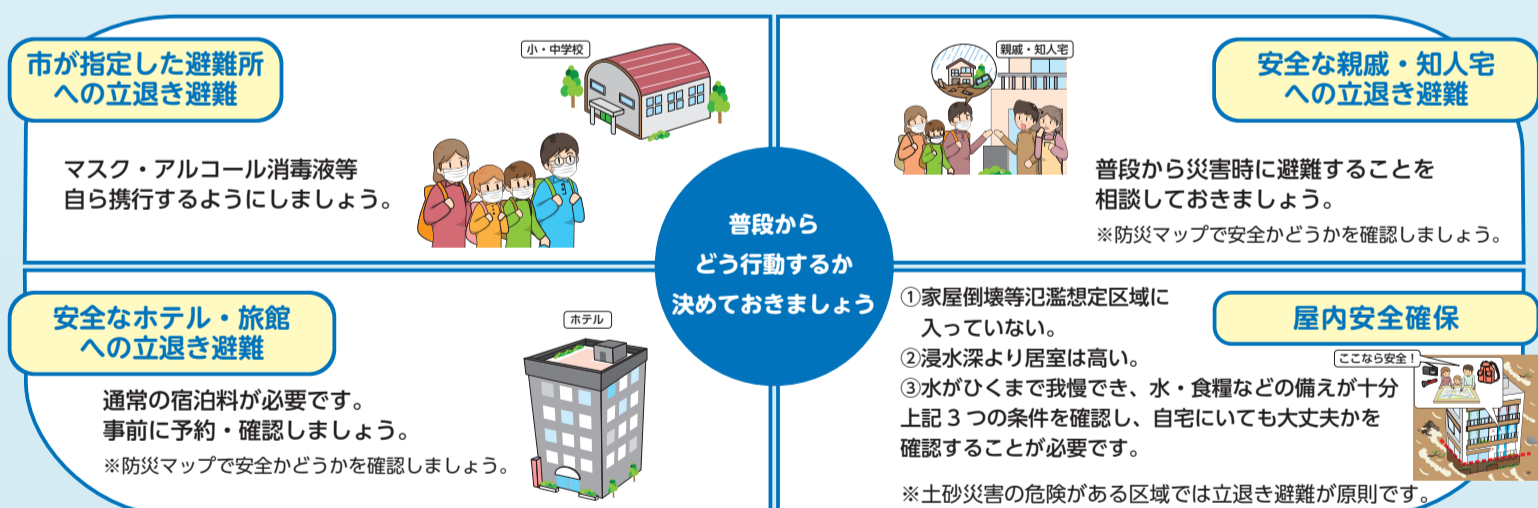 市が指定した避難所
への立退き避難
小・中学校
マスク・アルコール消毒液等
自ら携行するようにしましょう。
安全な親戚・知人宅
への立退き避難
親戚・知人宅
普段から災害時に避難することを
相談しておきましょう。
※防災マップで安全かどうかを確認しましょう。
普段から
どう行動するか
決めておきましょう
安全なホテル・旅館
への立退き避難
ホテル
通常の宿泊料が必要です。
事前に予約・確認しましょう。
※防災マップで安全かどうかを確認しましょう。
屋内安全確保
①家屋倒壊等氾濫想定区域に
入っていない。
②浸水深より居室は高い。
③水がひくまで我慢でき、水・食糧などの備えが十分
上記3つの条件を確認し、自宅にいても大丈夫かを
確認することが必要です。
ここなら安全！
※土砂災害の危険がある区域では立退き避難が原則です。